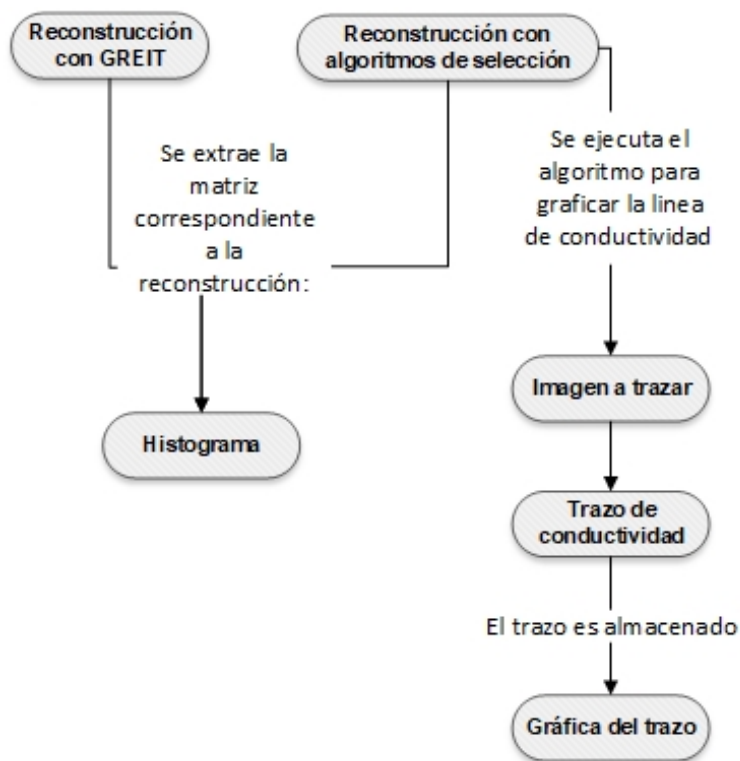 Reconstrucción
con GREIT
Reconstrucción con
algoritmos de selección
Se extrae la
matriz
correspondiente
a la
reconstrucción:
Se ejecuta el
algoritmo para
graficar la linea
de conductividad
Imagen a trazar
Histograma
Trazo de
conductividad
El trazo es almacenado
Gráfica del trazo